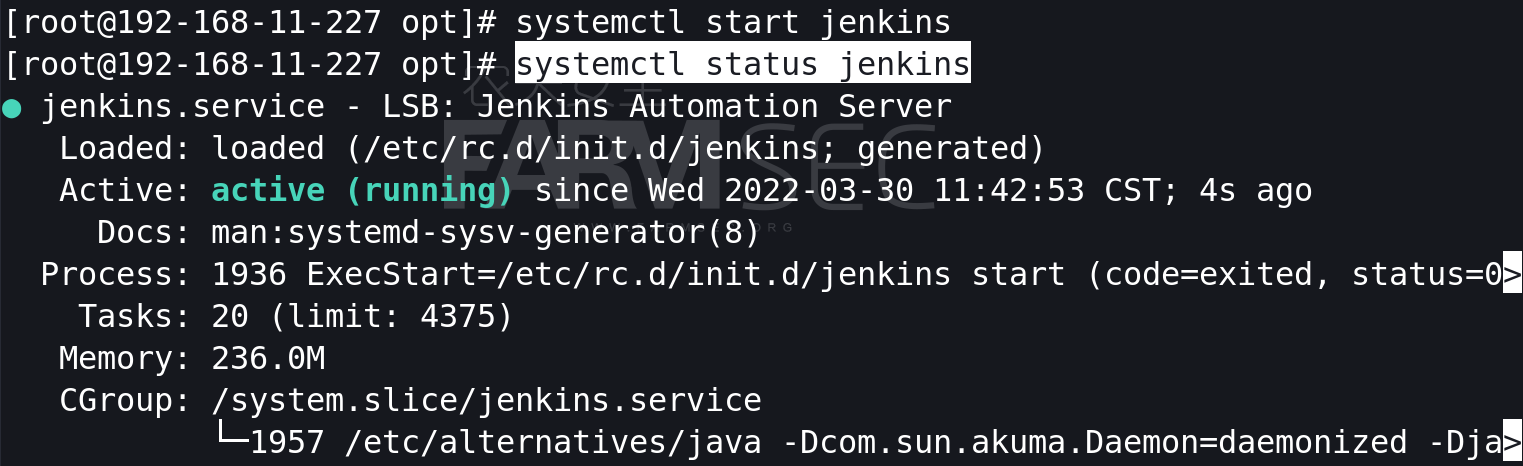 [root@192-168-11-227 opt]# systemctl start jenkins
[root@192-168-11-227 opt]# systemctl status jenkins
● jenkins.service - LSB: Jenkins Automation Server
   Loaded: loaded (/etc/rc.d/init.d/jenkins; generated)
   Active: active (running) since Wed 2022-03-30 11:42:53 CST; 4s ago
     Docs: man:systemd-sysv-generator(8)
  Process: 1936 ExecStart=/etc/rc.d/init.d/jenkins start (code=exited, status=0>
    Tasks: 20 (limit: 4375)
   Memory: 236.0M
   CGroup: /system.slice/jenkins.service
           └─1957 /etc/alternatives/java -Dcom.sun.akuma.Daemon=daemonized -Dja>
FARMSEC